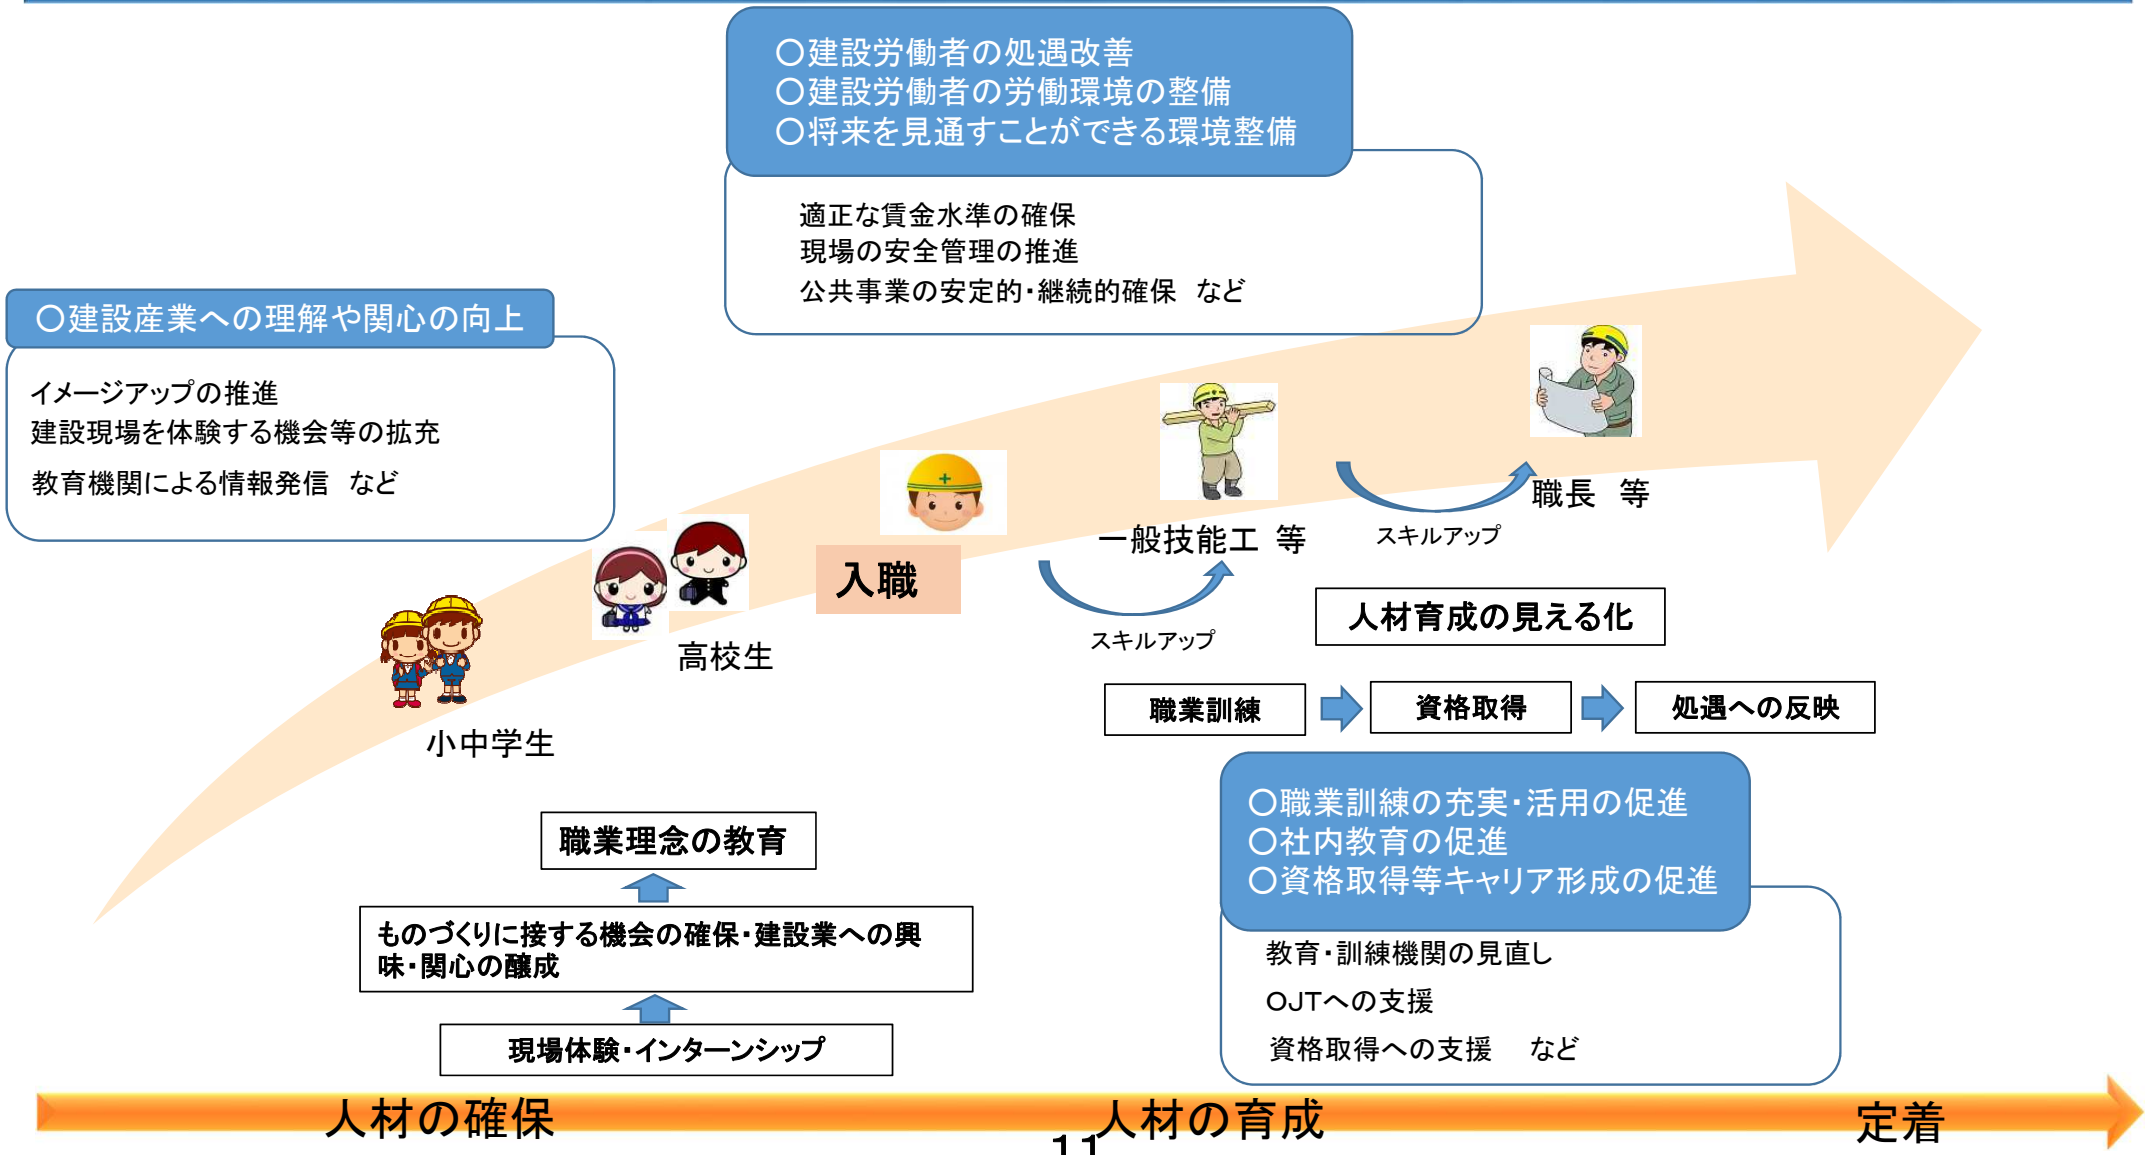 〇建設労働者の処遇改善
〇建設労働者の労働環境の整備
〇将来を見通すことができる環境整備
適正な賃金水準の確保
現場の安全管理の推進
公共事業の安定的・継続的確保　など
〇建設産業への理解や関心の向上
イメージアップの推進
建設現場を体験する機会等の拡充
教育機関による情報発信　など
職長　等
一般技能工　等
スキルアップ
入職
スキルアップ
人材育成の見える化
高校生
小中学生
職業訓練
資格取得
処遇への反映
〇職業訓練の充実・活用の促進
〇社内教育の促進
〇資格取得等キャリア形成の促進
教育・訓練機関の見直し
OJTへの支援
資格取得への支援　など
職業理念の教育
ものづくりに接する機会の確保・建設業への興
味・関心の醸成
現場体験・インターンシップ
人材の確保
人材の育成
定着
11